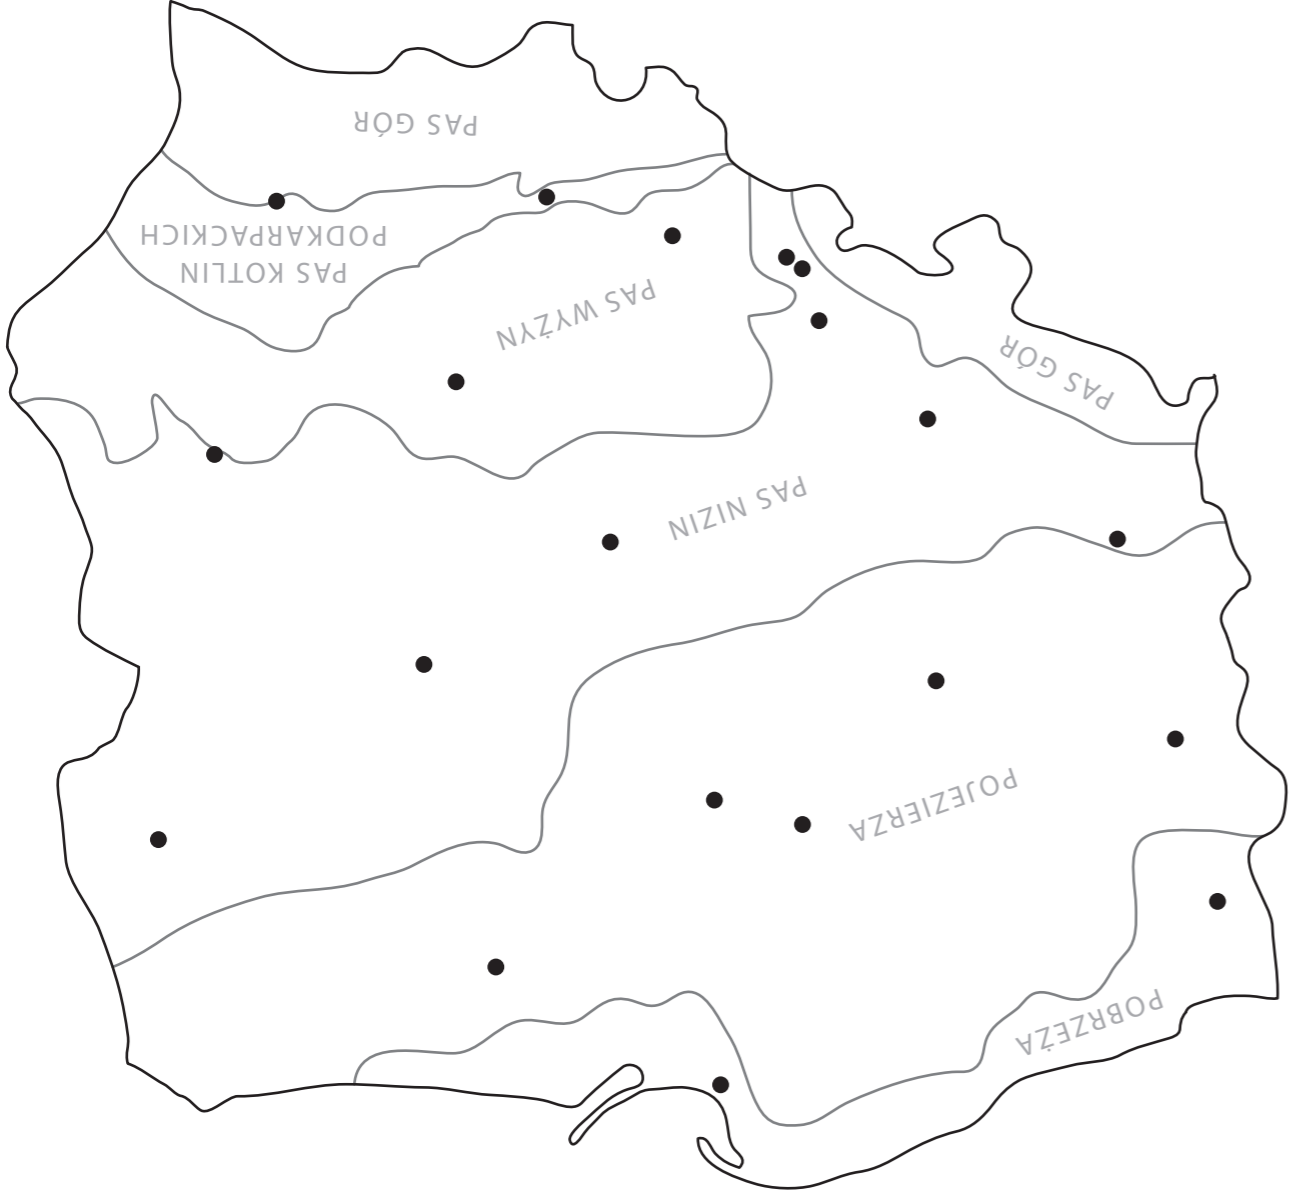 POBRZEŻA
POJEZIERZA
PAS NIZIN
PAS GÓR
PAS WYŻYN
PAS KOTLIN
PODKARPACKICH
PAS GÓR